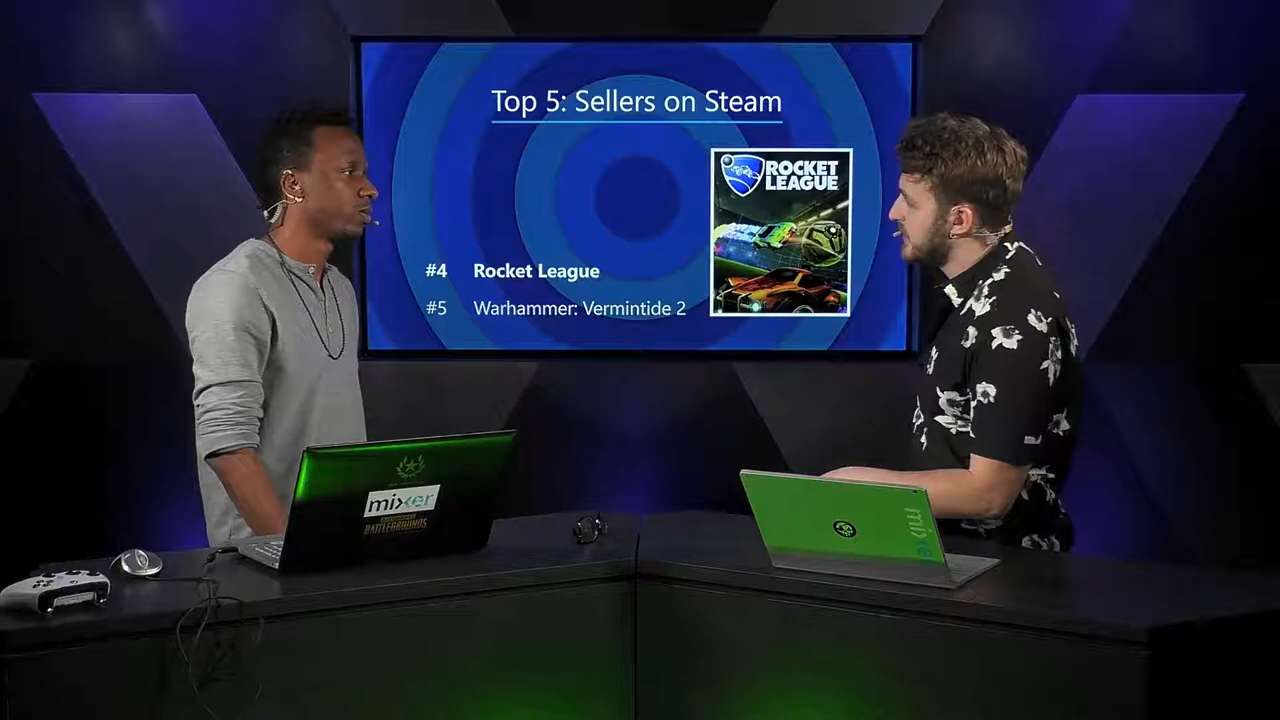 Top 5: Sellers on Steam
ROCKET
LEAGUE
#4 Rocket League
#5 Warhammer: Vermintide 2
mixer
BATTLEGROUNDS
mixer